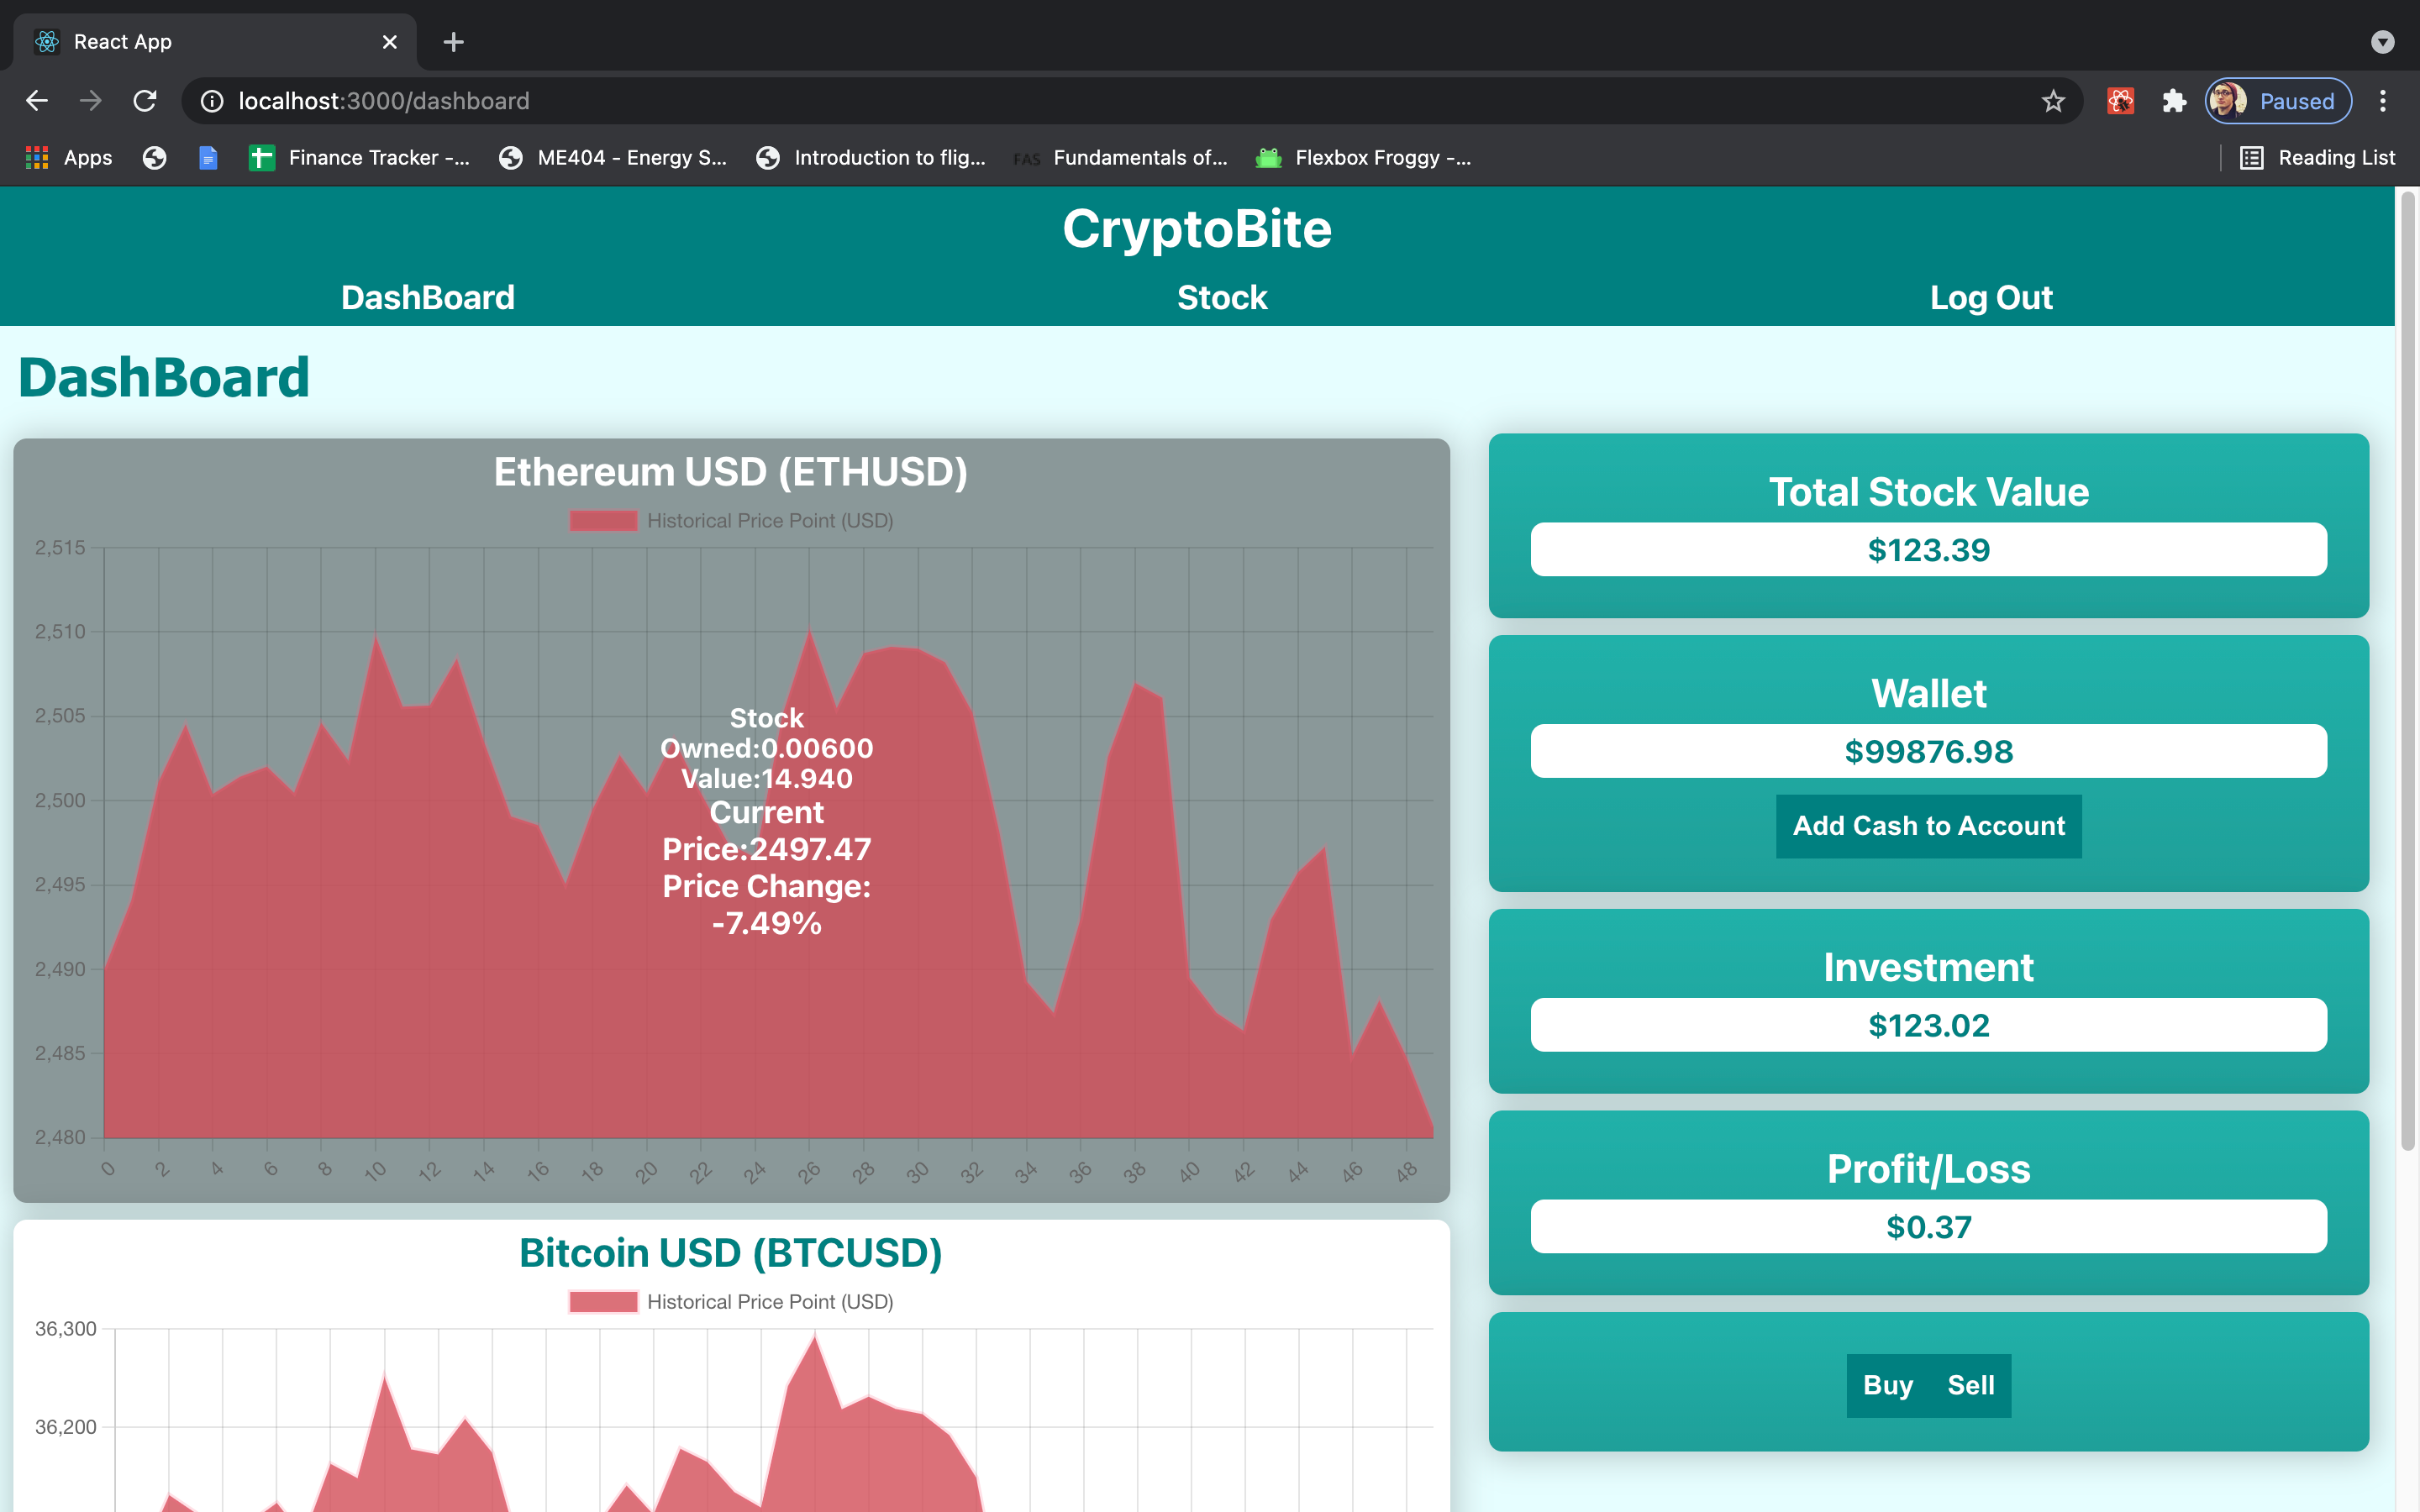 React App
localhost:3000/dashboard
Paused
Apps
Finance Tracker -...
ME404 - Energy S...
Introduction to flig...
FAS
Fundamentals of...
Flexbox Froggy -...
Reading List
CryptoBite
DashBoard
Stock
Log Out
DashBoard
Ethereum USD (ETHUSD)
Historical Price Point (USD)
2,515
2,510
2,505
2,500
2,495
2,490
2,485
2,480
Stock
Owned:0.00600
Value:14.940
Current
Price:2497.47
Price Change:
-7.49%
0 2 4 6 8 10 12 14 16 18 20 22 24 26 28 30 32 34 36 38 40 42 44 46 48
Bitcoin USD (BTCUSD)
Historical Price Point (USD)
36,300
36,200
Total Stock Value
$123.39
Wallet
$99876.98
Add Cash to Account
Investment
$123.02
Profit/Loss
$0.37
Buy
Sell